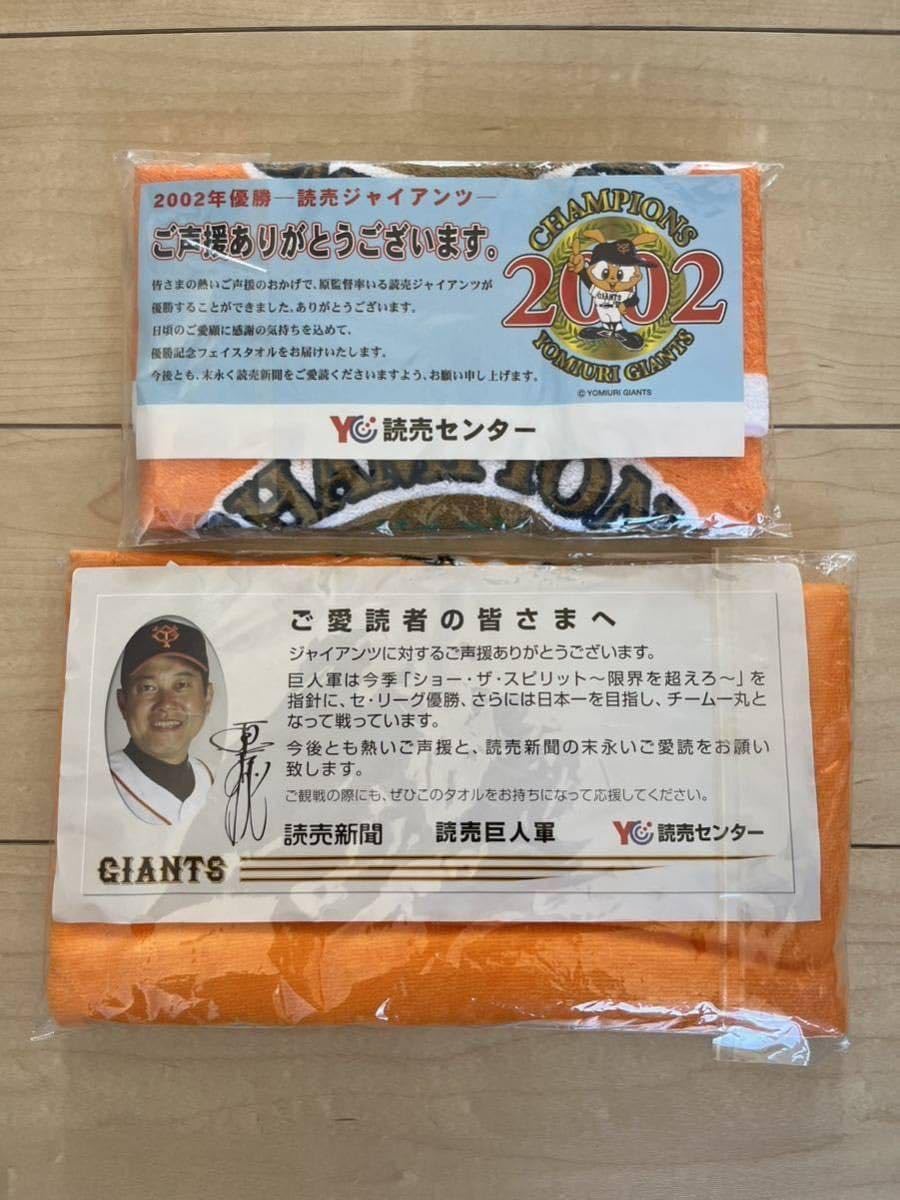 2002年優勝―読売ジャイアンツ―
ご声援ありがとうございます。
皆さまの熱いご声援のおかげで、原監督率いる読売ジャイアンツが
優勝することができました。ありがとうございます。
日頃のご愛顧に感謝の気持ちを込めて、
優勝記念フェイスタオルをお届けいたします。
今後とも、末永く読売新聞をご愛読くださいますよう、お願い申し上げます。
CHAMPIONS
2002
GIANTS
YOMIURI GIANTS
© YOMIURI GIANTS
YC 読売センター
CHAMPION
ご愛読者の皆さまへ
ジャイアンツに対するご声援ありがとうございます。
巨人軍は今季「ショー・ザ・スピリット～限界を超えろ～」を
指針に、セ・リーグ優勝、さらには日本一を目指し、チーム一丸と
なって戦っています。
今後とも熱いご声援と、読売新聞の末永いご愛読をお願い
致します。
ご観戦の際にも、ぜひこのタオルをお持ちになって応援してください。
読売新聞 読売巨人軍 YC 読売センター
GIANTS